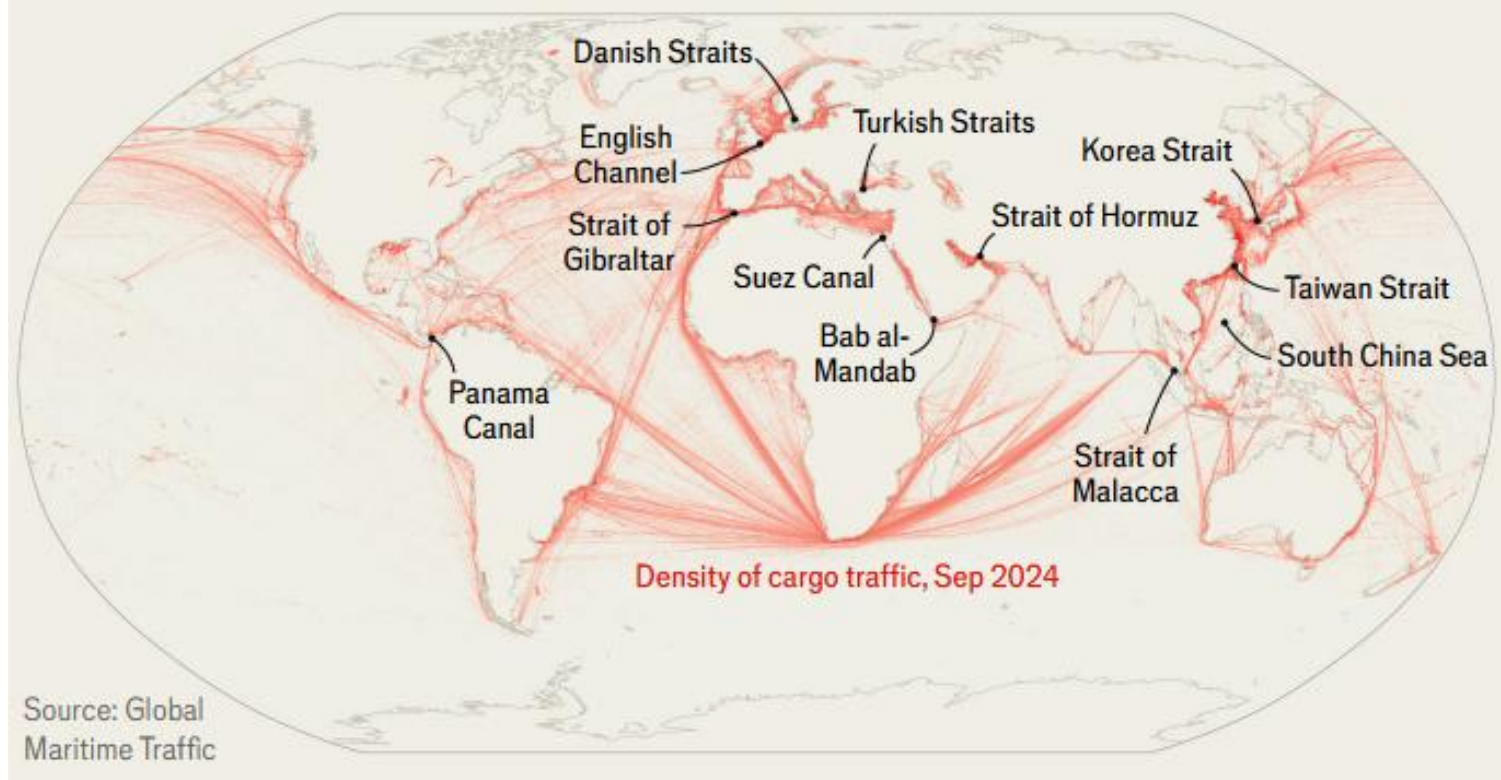 Danish Straits
English
Channel
Turkish Straits
Korea Strait
Strait of
Gibraltar
Strait of Hormuz
Suez Canal
Taiwan Strait
Bab al-
Mandab
South China Sea
Panama
Canal
Strait of
Malacca
Density of cargo traffic, Sep 2024
Source: Global
Maritime Traffic